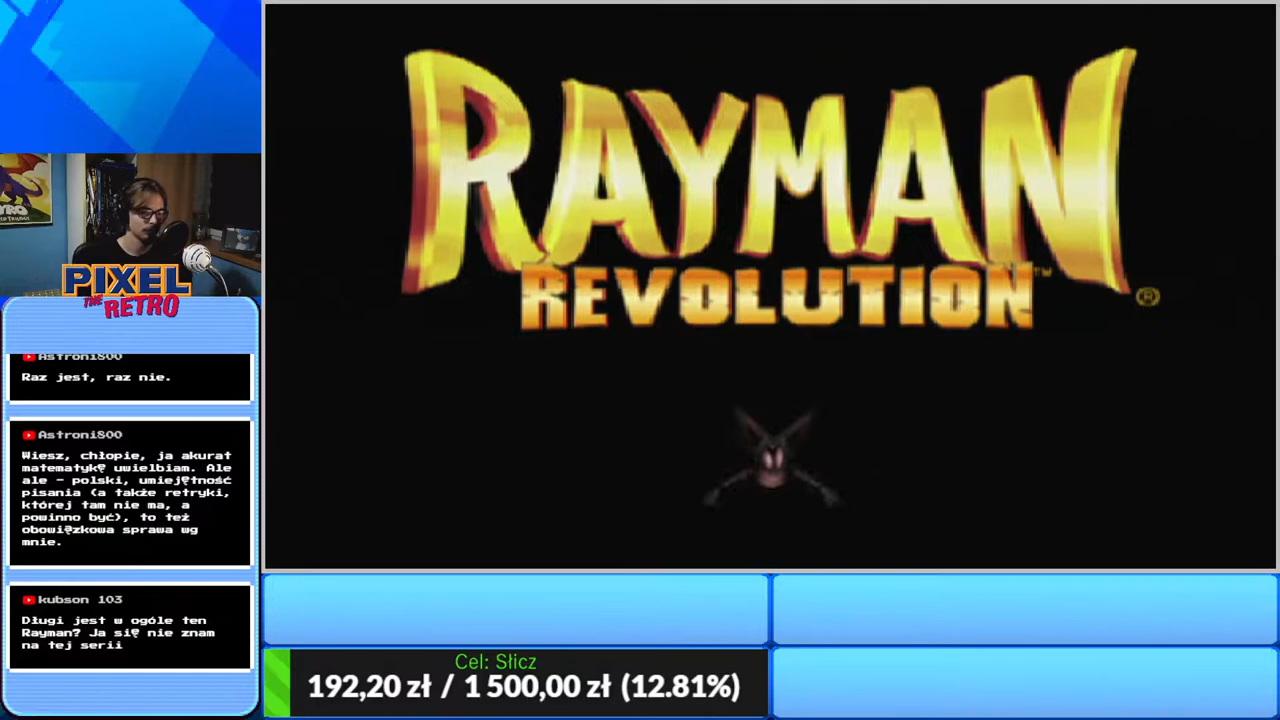 RAYMAN
REVOLUTION™
®
YRO
PIXEL
THE RETRO
Astroni800
Raz jest, raz nie.
Astroni800
Wiesz, chłopie, ja akurat
matematykę uwielbiam. Ale
ale - polski, umiejętność
pisania (a także retryki,
której tam nie ma, a
powinno być), to też
obowiązkowa sprawa wg
mnie.
kubson 103
Długi jest w ogóle ten
Rayman? Ja się nie znam
na tej serii
Cel: Slicz
192,20 zł / 1 500,00 zł (12.81%)